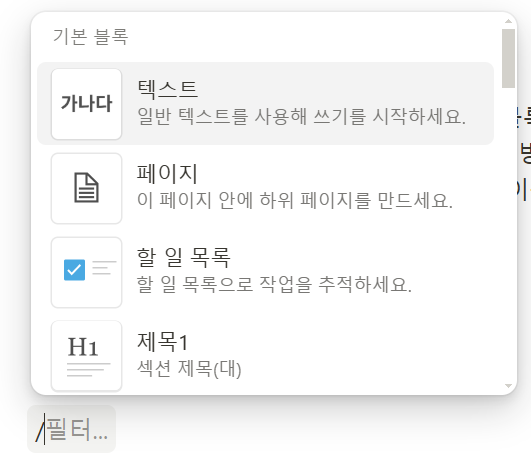 기본 블록
가나다
텍스트
일반 텍스트를 사용해 쓰기를 시작하세요.
페이지
이 페이지 안에 하위 페이지를 만드세요.
할 일 목록
할 일 목록으로 작업을 추적하세요.
H1
제목1
섹션 제목(대)
/필터...